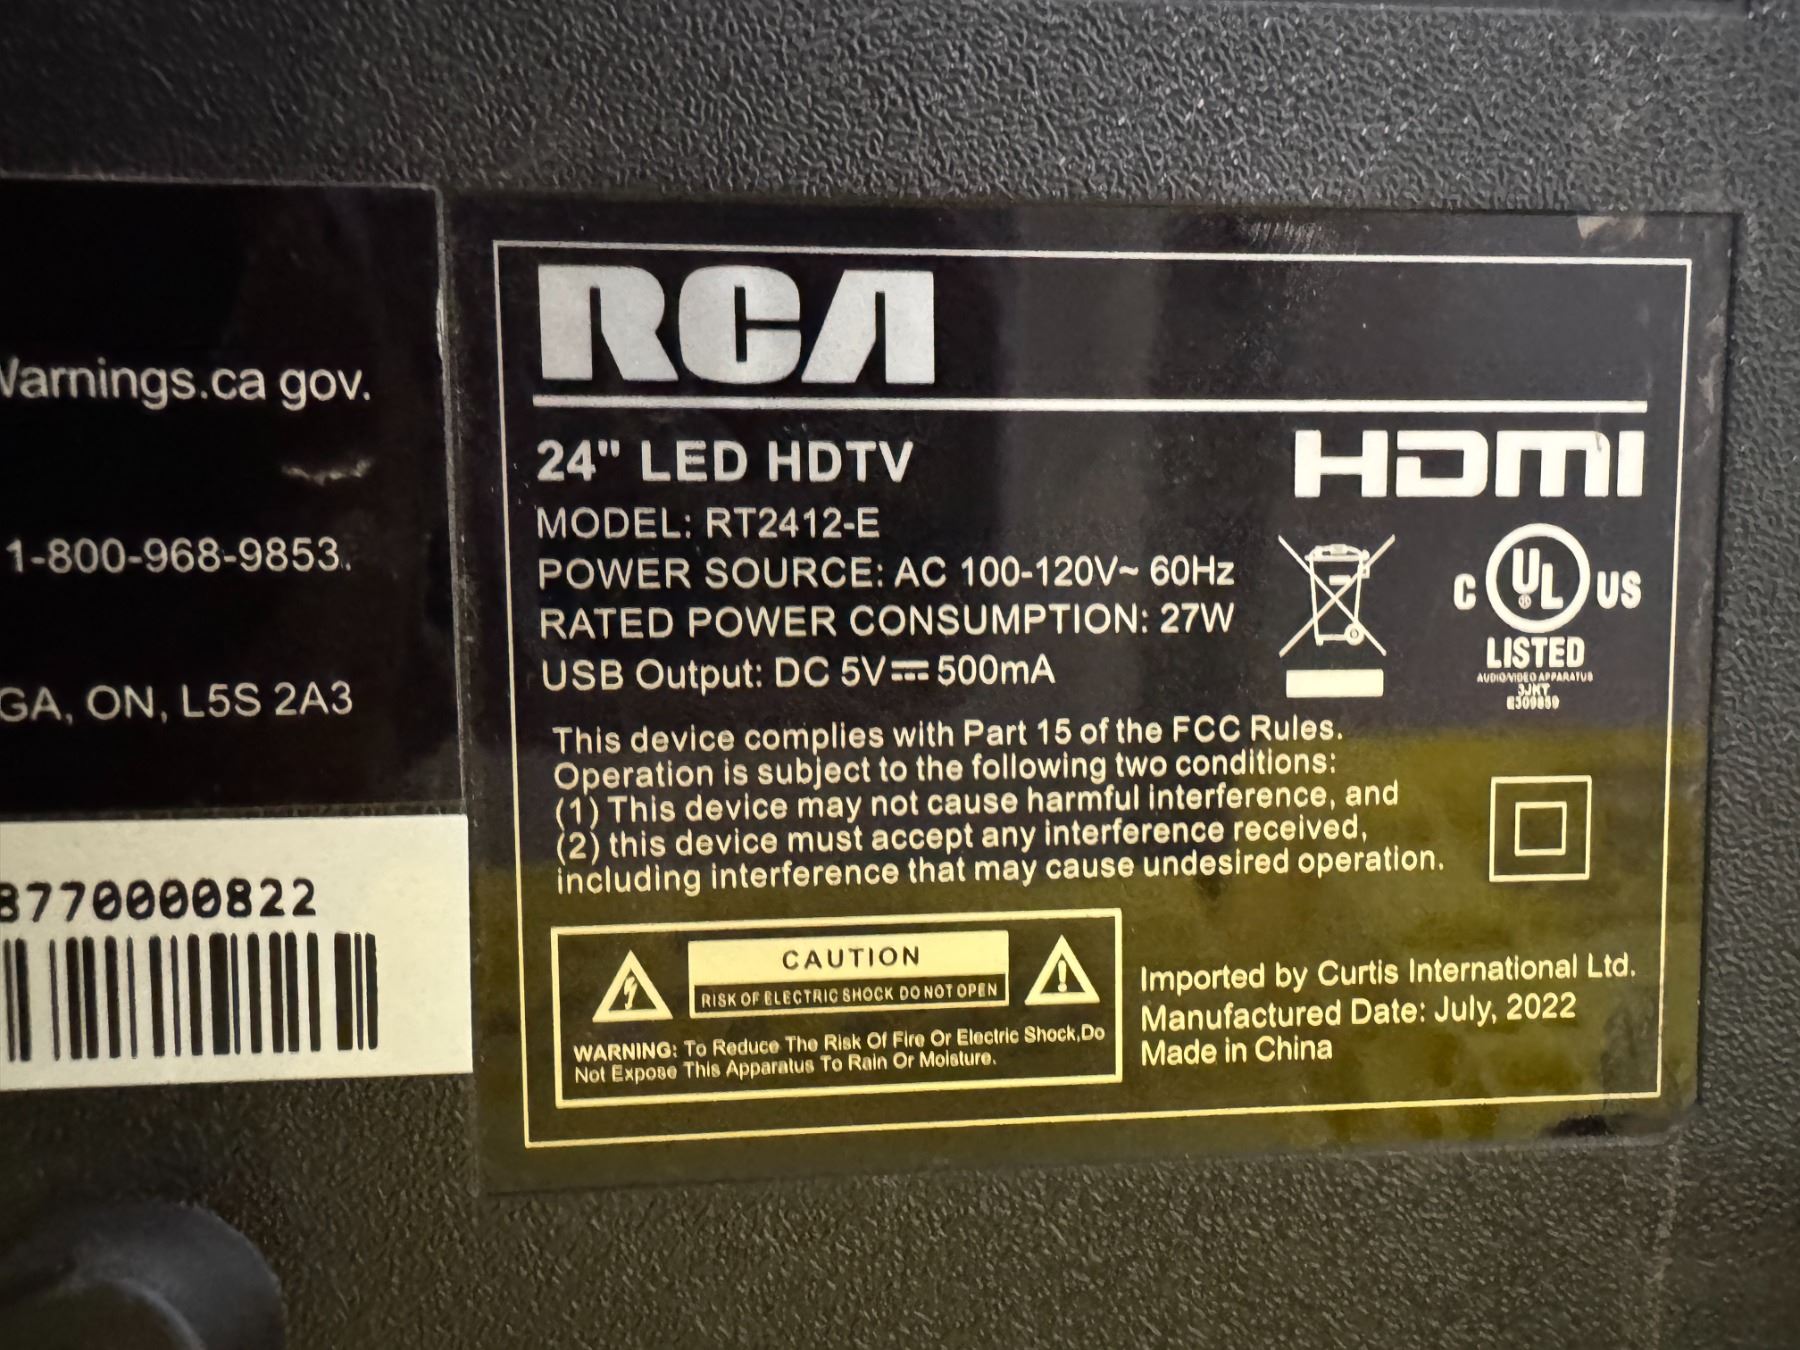 Warnings.ca gov.
1-800-968-9853.
GA, ON, L5S 2A3
8770000822
RCA
24" LED HDTV
HDMI
MODEL: RT2412-E
POWER SOURCE: AC 100-120V~ 60Hz
RATED POWER CONSUMPTION: 27W
USB Output: DC 5V⎓500mA
C UL US
®
LISTED
AUDIO/VIDEO APPARATUS
3JKT
E309859
This device complies with Part 15 of the FCC Rules.
Operation is subject to the following two conditions:
(1) This device may not cause harmful interference, and
(2) this device must accept any interference received,
including interference that may cause undesired operation.
CAUTION
RISK OF ELECTRIC SHOCK DO NOT OPEN
WARNING: To Reduce The Risk Of Fire Or Electric Shock,Do
Not Expose This Apparatus To Rain Or Moisture.
Imported by Curtis International Ltd.
Manufactured Date: July, 2022
Made in China